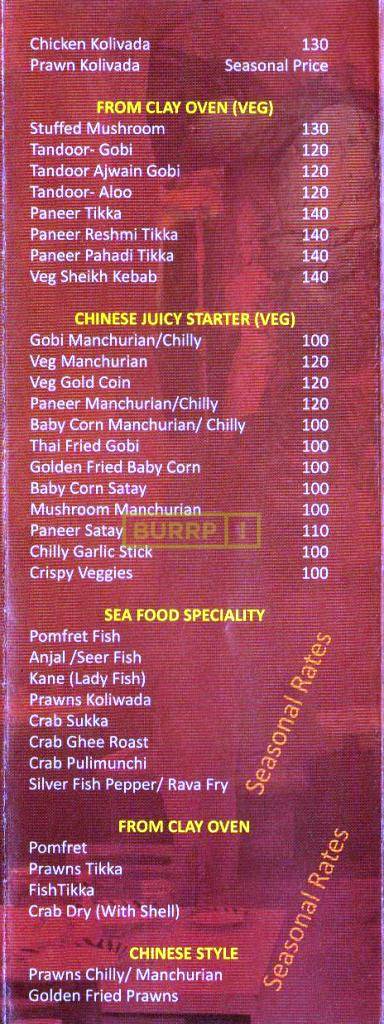 Chicken Kolivada 130
Prawn Kolivada Seasonal Price
FROM CLAY OVEN (VEG)
Stuffed Mushroom 130
Tandoor- Gobi 120
Tandoor Ajwain Gobi 120
Tandoor- Aloo 120
Paneer Tikka 140
Paneer Reshmi Tikka 140
Paneer Pahadi Tikka 140
Veg Sheikh Kebab 140
CHINESE JUICY STARTER (VEG)
Gobi Manchurian/Chilly 100
Veg Manchurian 120
Veg Gold Coin 120
Paneer Manchurian/Chilly 120
Baby Corn Manchurian/ Chilly 100
Thai Fried Gobi 100
Golden Fried Baby Corn 100
Baby Corn Satay 100
Mushroom Manchurian 100
Paneer Satay 110
BURRP !
Chilly Garlic Stick 100
Crispy Veggies 100
SEA FOOD SPECIALITY
Pomfret Fish
Anjal /Seer Fish
Kane (Lady Fish)
Prawns Koliwada
Crab Sukka
Crab Ghee Roast
Crab Pulimunchi
Silver Fish Pepper/ Rava Fry
Seasonal Rates
FROM CLAY OVEN
Pomfret
Prawns Tikka
FishTikka
Crab Dry (With Shell)
Seasonal Rates
CHINESE STYLE
Prawns Chilly/ Manchurian
Golden Fried Prawns